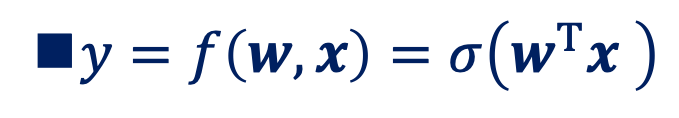 ■y = f(w, x) = σ(wᵀx )